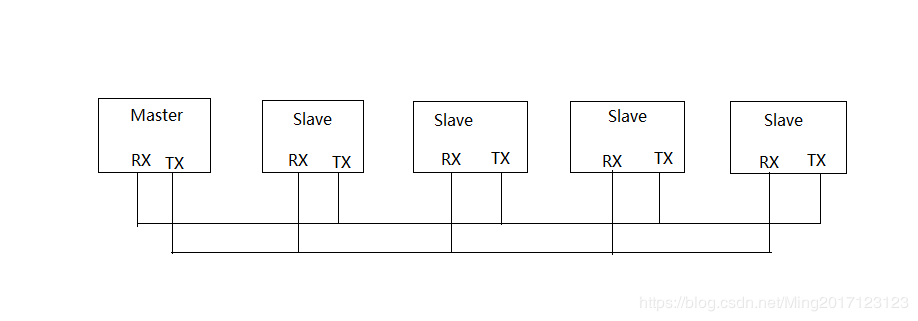 Master
RX TX
Slave
RX TX
Slave
RX TX
Slave
RX TX
Slave
RX TX
https://blog.csdn.net/Ming2017123123